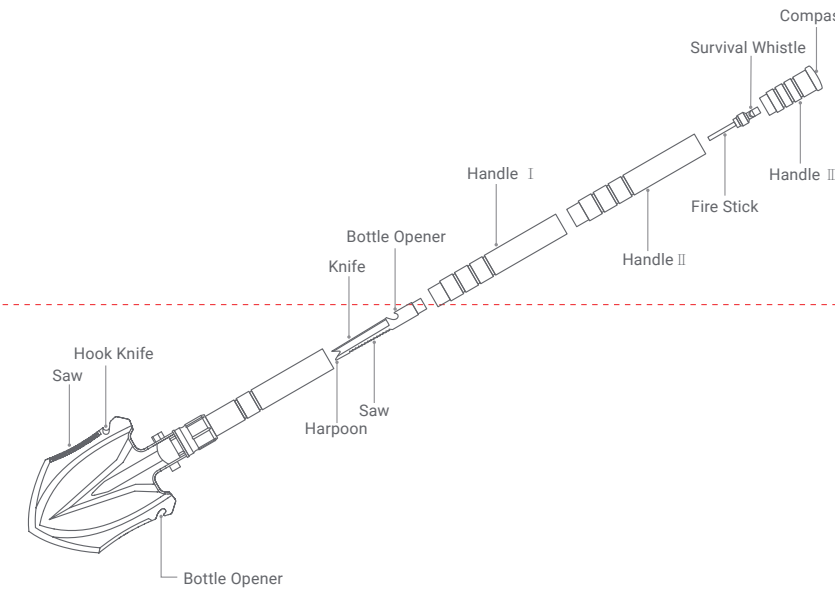 Compas
Survival Whistle
Handle Ⅰ
Handle Ⅱ
Fire Stick
Bottle Opener
Handle Ⅱ
Knife
Hook Knife
Saw
Saw
Harpoon
Bottle Opener